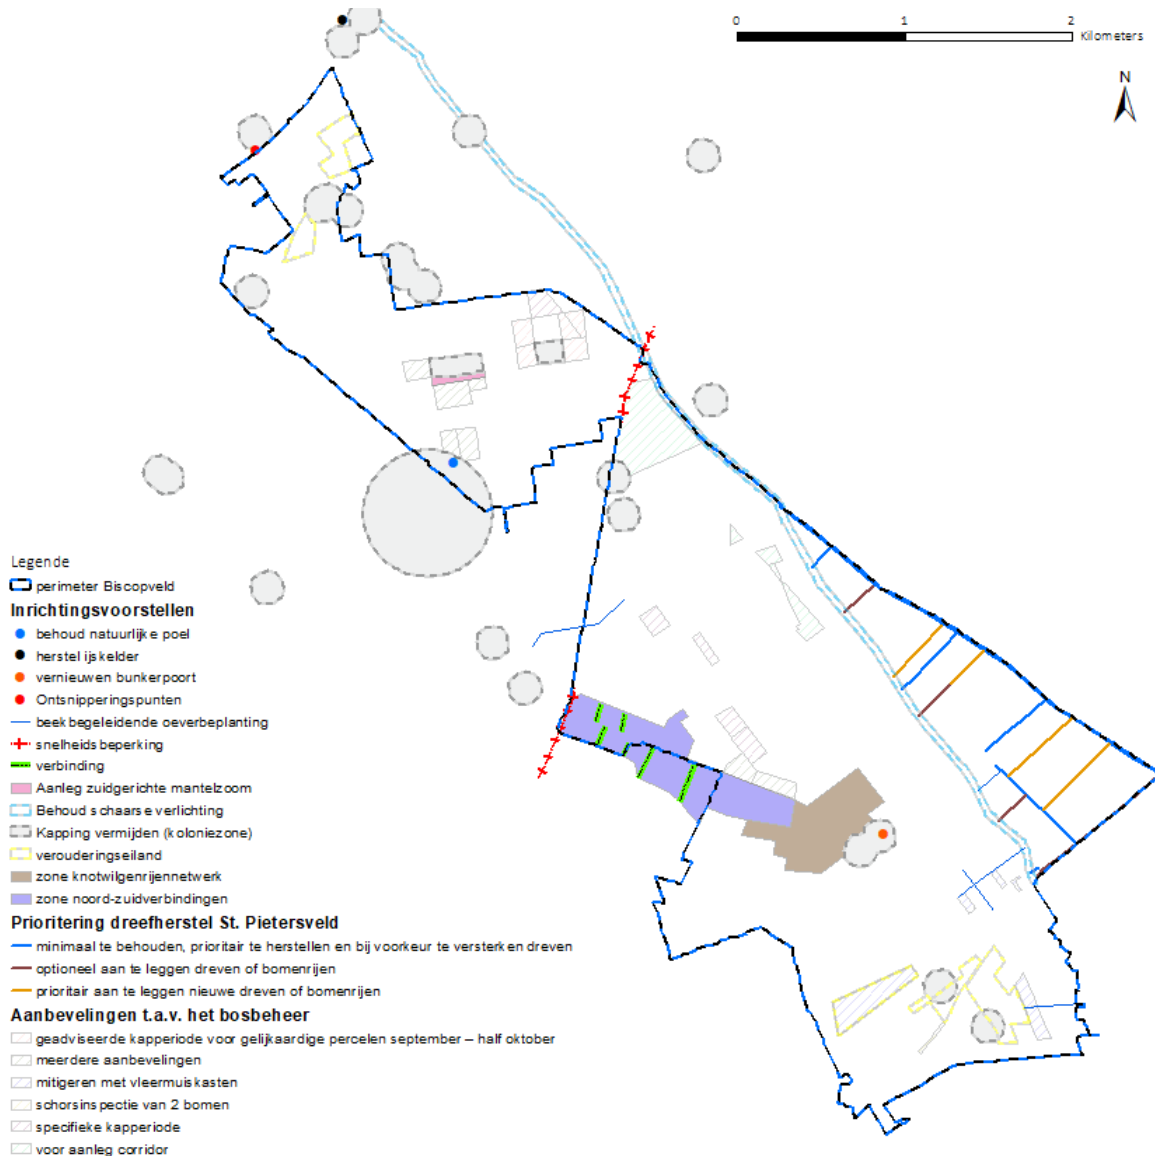 0 1 2
Kilometers
N
Legende
perimeter Biscopveld
Inrichtingsvoorstellen
behoud natuurlijke poel
herstel ijskelder
vernieuwen bunkerpoort
Ontsnipperingspunten
beekbegeleidende oeverbeplanting
snelheidsbeperking
verbinding
Aanleg zuidgerichte mantelzoom
Behoud schaarse verlichting
Kapping vermijden (koloniezone)
verouderingseiland
zone knotwilgenrijennetwerk
zone noord-zuidverbindingen
Prioritering dreefherstel St. Pietersveld
minimaal te behouden, prioritair te herstellen en bij voorkeur te versterken dreven
optioneel aan te leggen dreven of bomenrijen
prioritair aan te leggen nieuwe dreven of bomenrijen
Aanbevelingen t.a.v. het bosbeheer
geadviseerde kapperiode voor gelijkaardige percelen september – half oktober
meerdere aanbevelingen
mitigeren met vleermuiskasten
schorsinspectie van 2 bomen
specifieke kapperiode
voor aanleg corridor